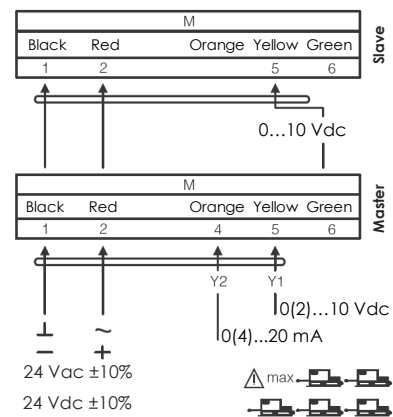 M
Black Red Orange Yellow Green
1 2 5 6
Slave
0…10 Vdc
M
Black Red Orange Yellow Green
1 2 4 5 6
Master
Y2 Y1
0(2)…10 Vdc
0(4)...20 mA
⊥ ~
− +
24 Vac ±10%
24 Vdc ±10%
max